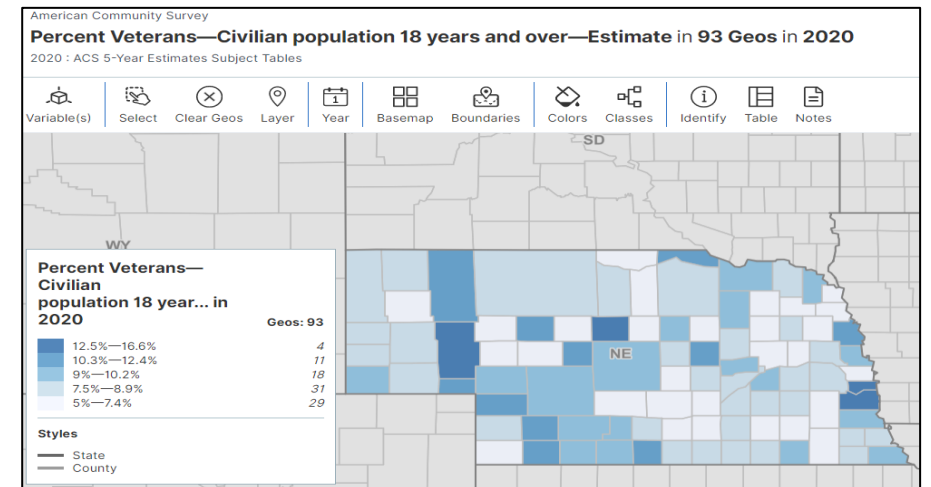 American Community Survey
Percent Veterans—Civilian population 18 years and over—Estimate in 93 Geos in 2020
2020 : ACS 5-Year Estimates Subject Tables
Variable(s) Select Clear Geos Layer Year Basemap Boundaries Colors Classes Identify Table Notes
1
SD
WY
NE
Percent Veterans—
Civilian
population 18 year... in
2020 Geos: 93
12.5%—16.6% 4
10.3%—12.4% 11
9%—10.2% 18
7.5%—8.9% 31
5%—7.4% 29
Styles
State
County